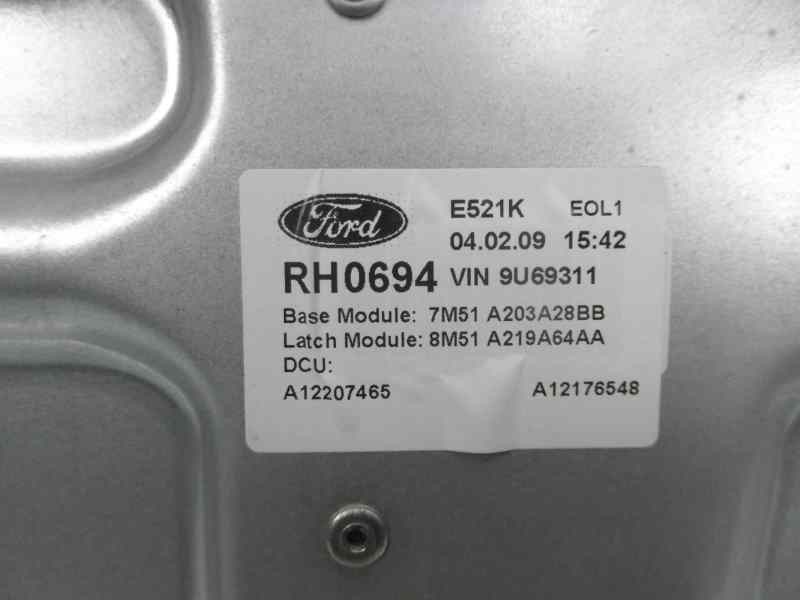 Ford
E521K EOL1
04.02.09 15:42
RH0694 VIN 9U69311
Base Module: 7M51 A203A28BB
Latch Module: 8M51 A219A64AA
DCU:
A12207465 A12176548